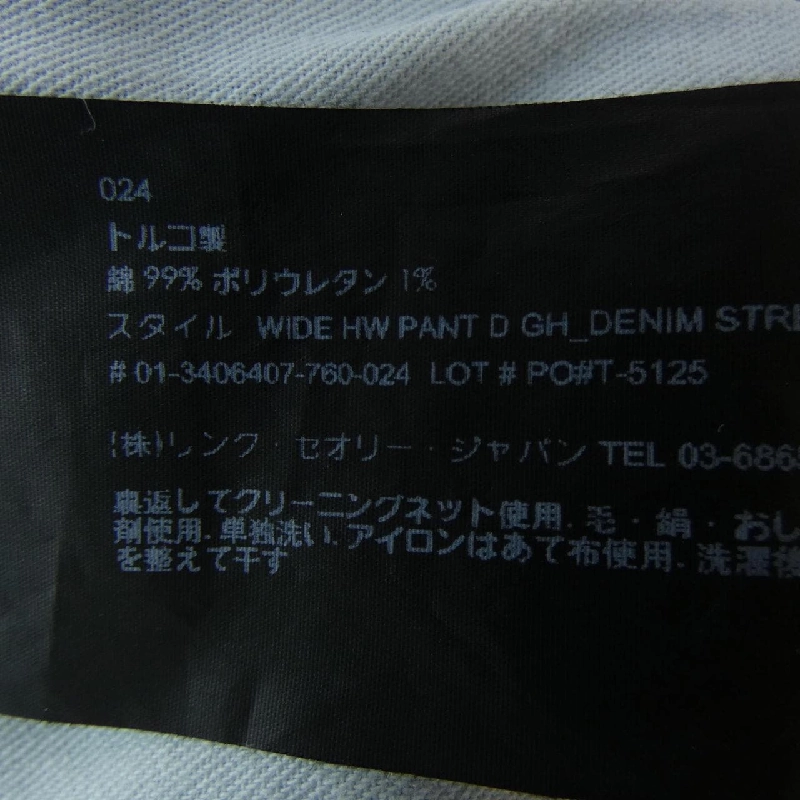 024
トルコ製
綿 99% ポリウレタン 1%
スタイル WIDE HW PANT D GH_DENIM STRE
# 01-3406407-760-024 LOT # PO#T-5125
(株)リンク・セオリー・ジャパン TEL 03-6865
裏返してクリーニングネット使用.毛・絹・おし
剤使用.単独洗い.アイロンはあて布使用.洗濯後
を整えて干す